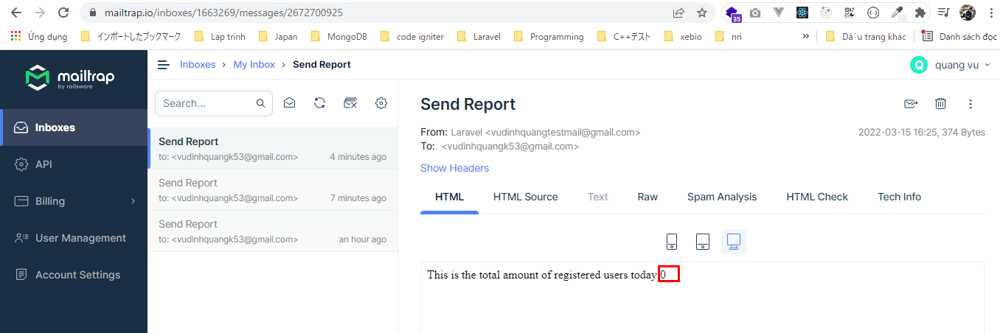 mailtrap.io/inboxes/1663269/messages/2672700925
35
Ứng dụng インポートしたブックマーク Lap trinh Japan MongoDB code igniter Laravel Programming C++テスト xebio nri » Dấu trang khác Danh sách đọc
mailtrap
by railsware
Inboxes
API
Billing
User Management
Account Settings
Inboxes > My Inbox > Send Report
Q quang vu
Search...
Send Report
to: <vudinhquangk53@gmail.com> 4 minutes ago
Send Report
to: <vudinhquangk53@gmail.com> 7 minutes ago
Send Report
to: <vudinhquangk53@gmail.com> an hour ago
Send Report
From: Laravel <vudinhquangtestmail@gmail.com> 2022-03-15 16:25, 374 Bytes
To: <vudinhquangk53@gmail.com>
Show Headers
HTML HTML Source Text Raw Spam Analysis HTML Check Tech Info
This is the total amount of registered users today 0